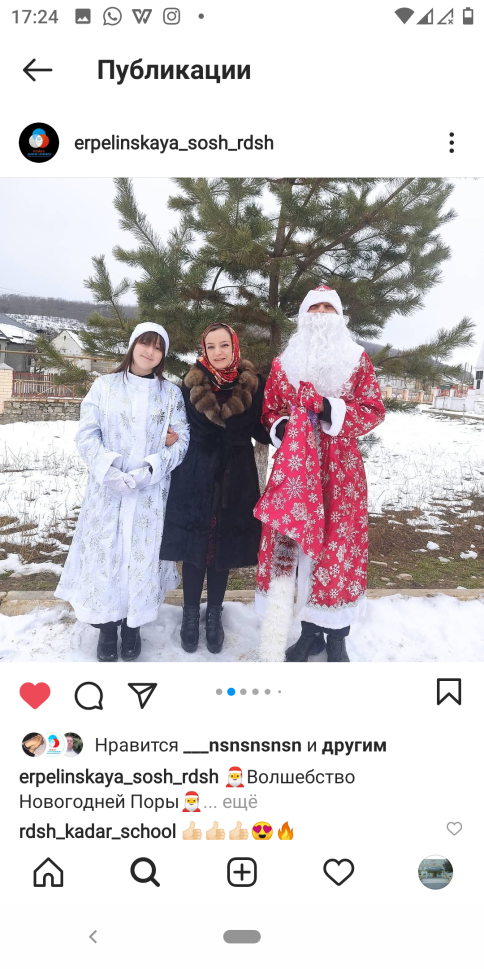 17:24
Публикации
erpelinskaya_sosh_rdsh
Нравится ___nsnsnsnsn и другим
erpelinskaya_sosh_rdsh 🎅Волшебство
Новогодней Поры🎅... ещё
rdsh_kadar_school 👍🏻👍🏻👍🏻😍🔥